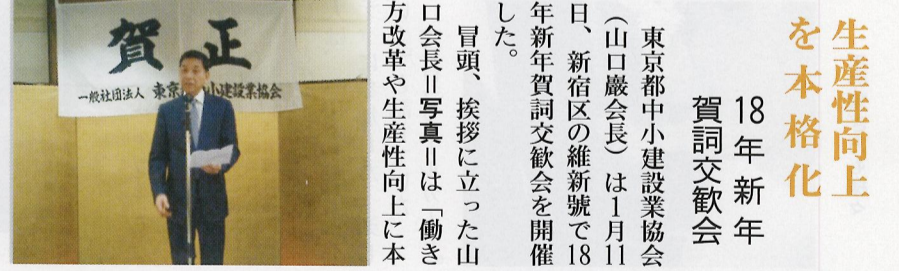 生産性向上
を本格化
18年新年
賀詞交歓会
東京都中小建設業協会
（山口巖会長）は1月11
日、新宿区の維新號で18
年新年賀詞交歓会を開催
した。
冒頭、挨拶に立った山
口会長＝写真＝は「働き
方改革や生産性向上に本
賀正
一般社団法人 東京 小建設業協会